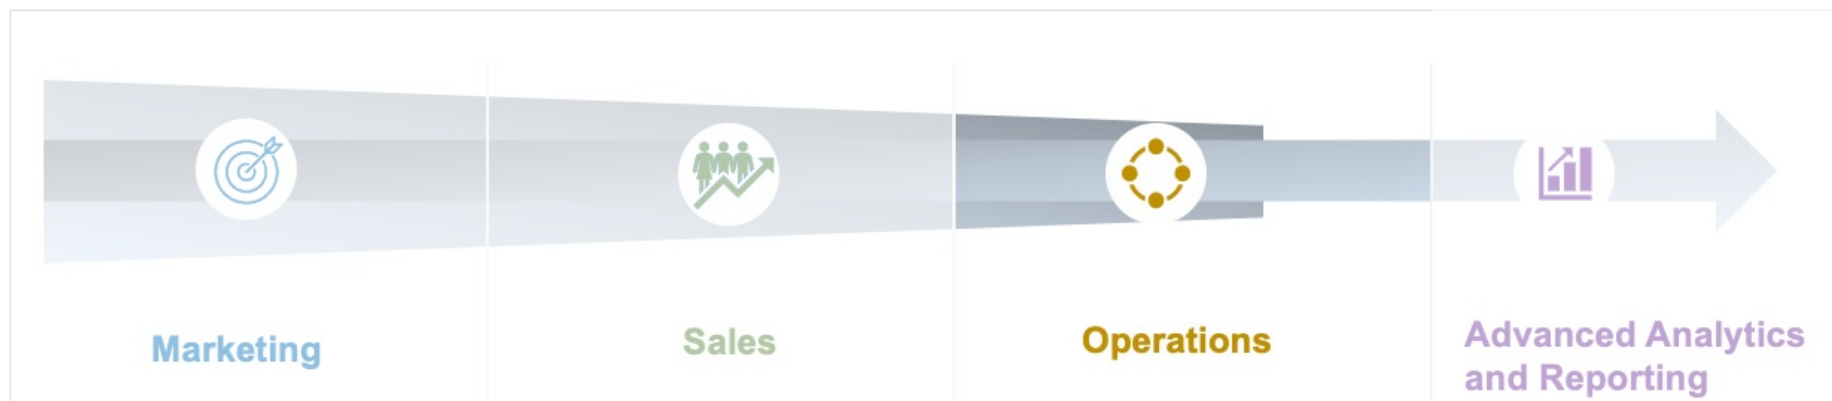 Marketing
Sales
Operations
Advanced Analytics
and Reporting